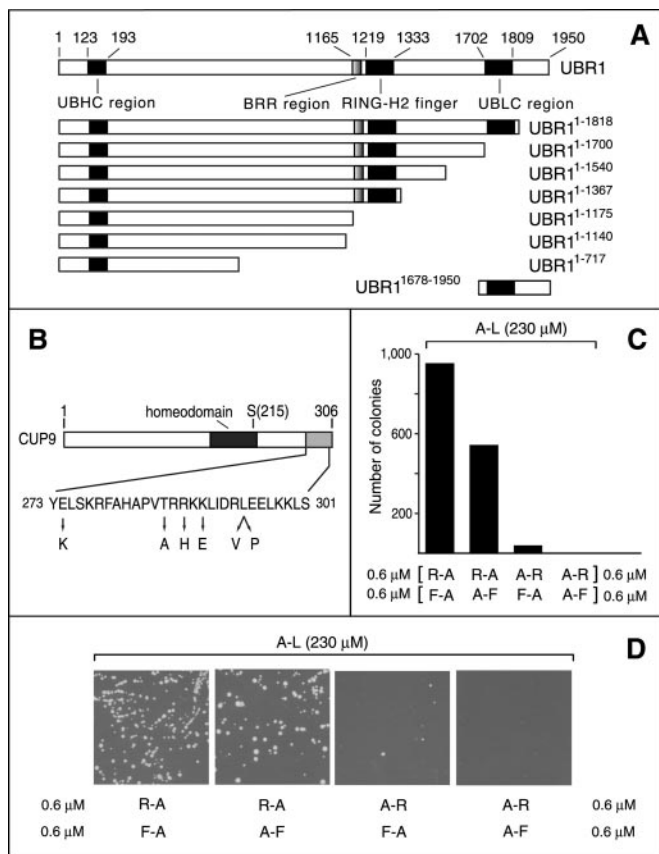 1 123 193 1165 1219 1333 1702 1809 1950
A
UBR1
UBHC region BRR region RING-H2 finger UBLC region
UBR1 1-1818
UBR1 1-1700
UBR1 1-1540
UBR1 1-1367
UBR1 1-1175
UBR1 1-1140
UBR1 1-717
UBR1 1678-1950
B
1 homeodomain S(215) 306
CUP9
273 YELSKRFAHAPVTRRKKLIDRLEELKKLS 301
K A H E V P
A-L (230 µM)
C
Number of colonies
1,000
600
200
0.6 µM [ R-A R-A A-R A-R ] 0.6 µM
0.6 µM [ F-A A-F F-A A-F ] 0.6 µM
A-L (230 µM)
D
0.6 µM R-A R-A A-R A-R 0.6 µM
0.6 µM F-A A-F F-A A-F 0.6 µM